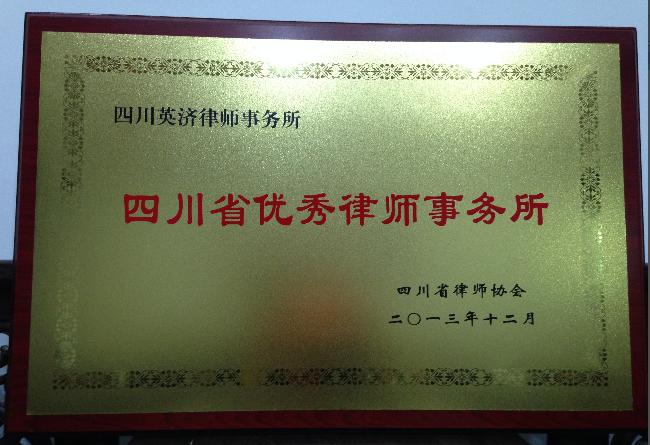 四川英济律师事务所
四川省优秀律师事务所
四川省律师协会
二〇一三年十二月